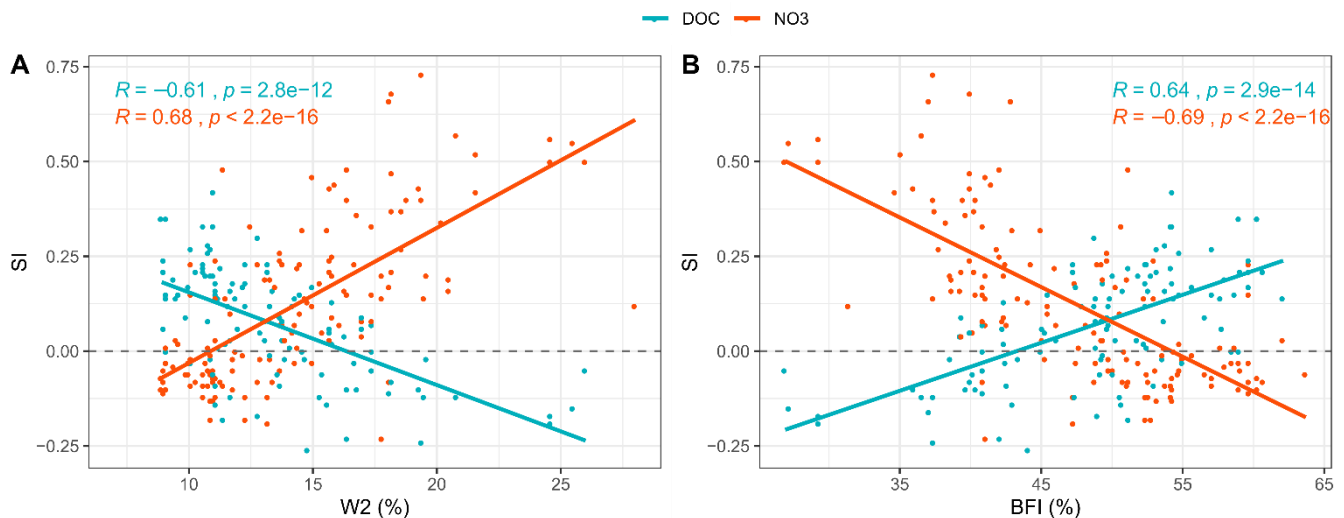 DOC NO3
A
R = −0.61 , p = 2.8e−12
R = 0.68 , p < 2.2e−16
SI
0.75
0.50
0.25
0.00
−0.25
10 15 20 25
W2 (%)
B
R = 0.64 , p = 2.9e−14
R = −0.69 , p < 2.2e−16
SI
0.75
0.50
0.25
0.00
−0.25
35 45 55 65
BFI (%)